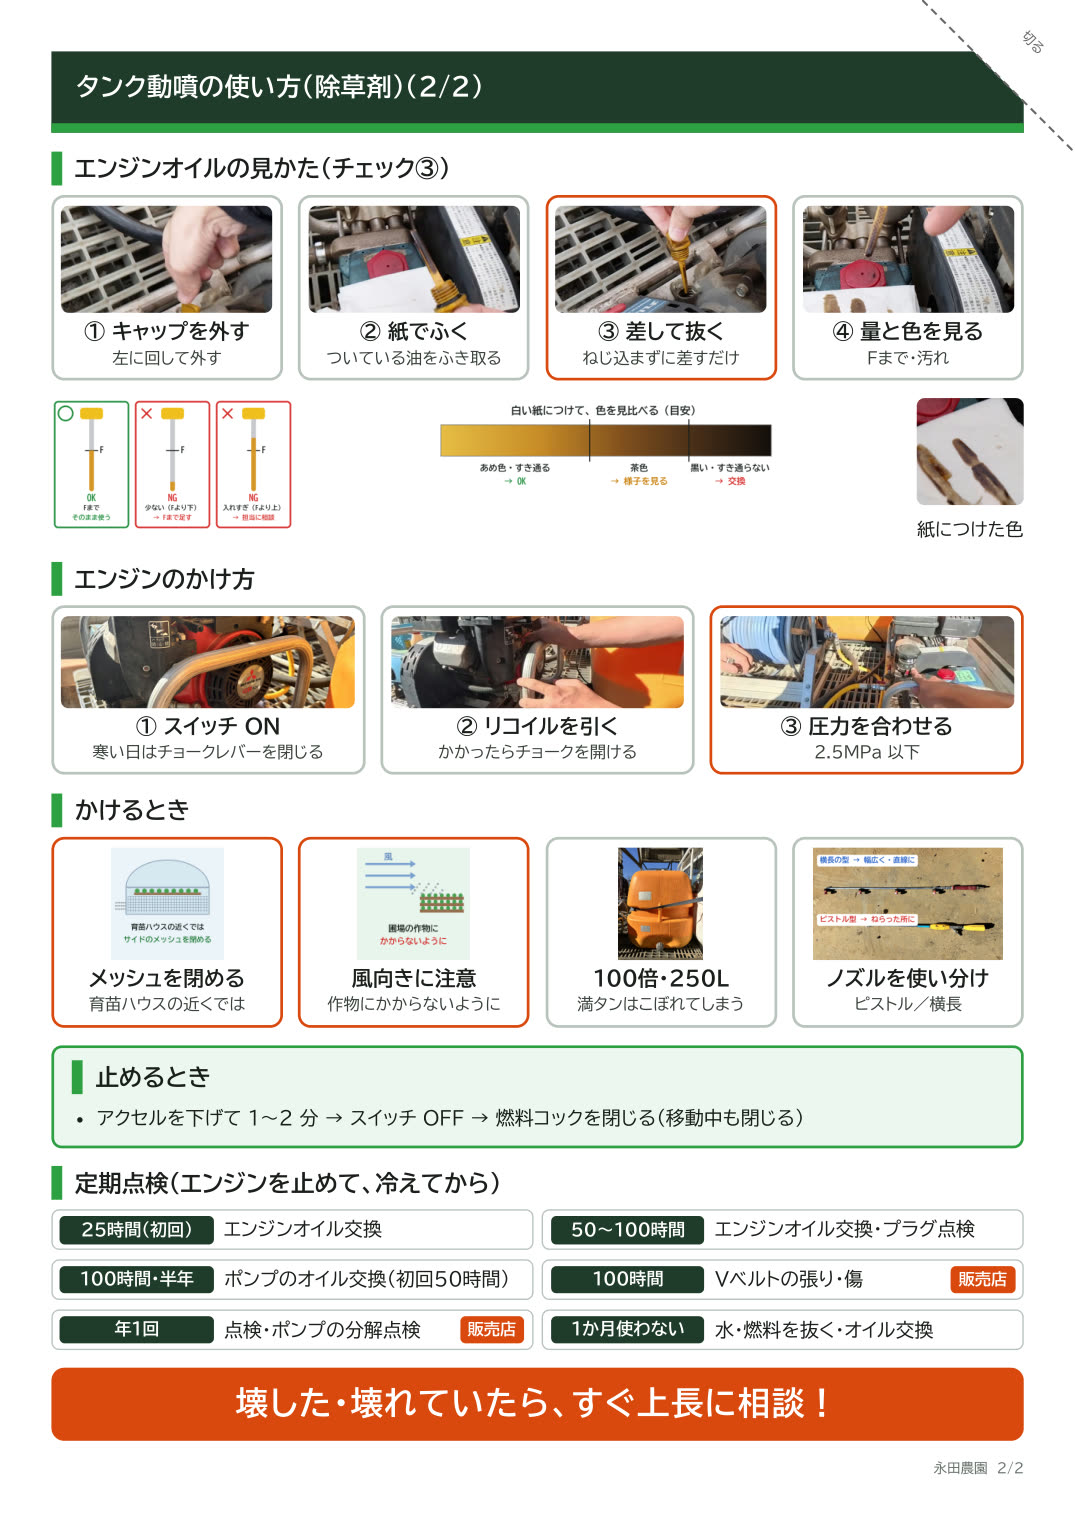 切る
タンク動噴の使い方(除草剤)(2/2)
エンジンオイルの見かた(チェック③)
① キャップを外す
左に回して外す
② 紙でふく
ついている油をふき取る
③ 差して抜く
ねじ込まずに差すだけ
④ 量と色を見る
Fまで・汚れ
F
OK
Fまで
そのまま使う
F
NG
少ない(Fより下)
→ Fまで足す
F
NG
入れすぎ(Fより上)
→ 担当に相談
白い紙につけて、色を見比べる(目安)
あめ色・すき通る
→ OK
茶色
→ 様子を見る
黒い・すき通らない
→ 交換
紙につけた色
エンジンのかけ方
① スイッチ ON
寒い日はチョークレバーを閉じる
② リコイルを引く
かかったらチョークを開ける
③ 圧力を合わせる
2.5MPa 以下
かけるとき
育苗ハウスの近くでは
サイドのメッシュを閉める
メッシュを閉める
育苗ハウスの近くでは
風
圃場の作物に
かからないように
風向きに注意
作物にかからないように
100倍・250L
満タンはこぼれてしまう
横長の型 → 幅広く・直線に
ピストル型 → ねらった所に
ノズルを使い分け
ピストル/横長
止めるとき
• アクセルを下げて 1〜2 分 → スイッチ OFF → 燃料コックを閉じる(移動中も閉じる)
定期点検(エンジンを止めて、冷えてから)
25時間(初回) エンジンオイル交換
50〜100時間 エンジンオイル交換・プラグ点検
100時間・半年 ポンプのオイル交換(初回50時間)
100時間 Vベルトの張り・傷 販売店
年1回 点検・ポンプの分解点検 販売店
1か月使わない 水・燃料を抜く・オイル交換
壊した・壊れていたら、すぐ上長に相談！
永田農園 2/2